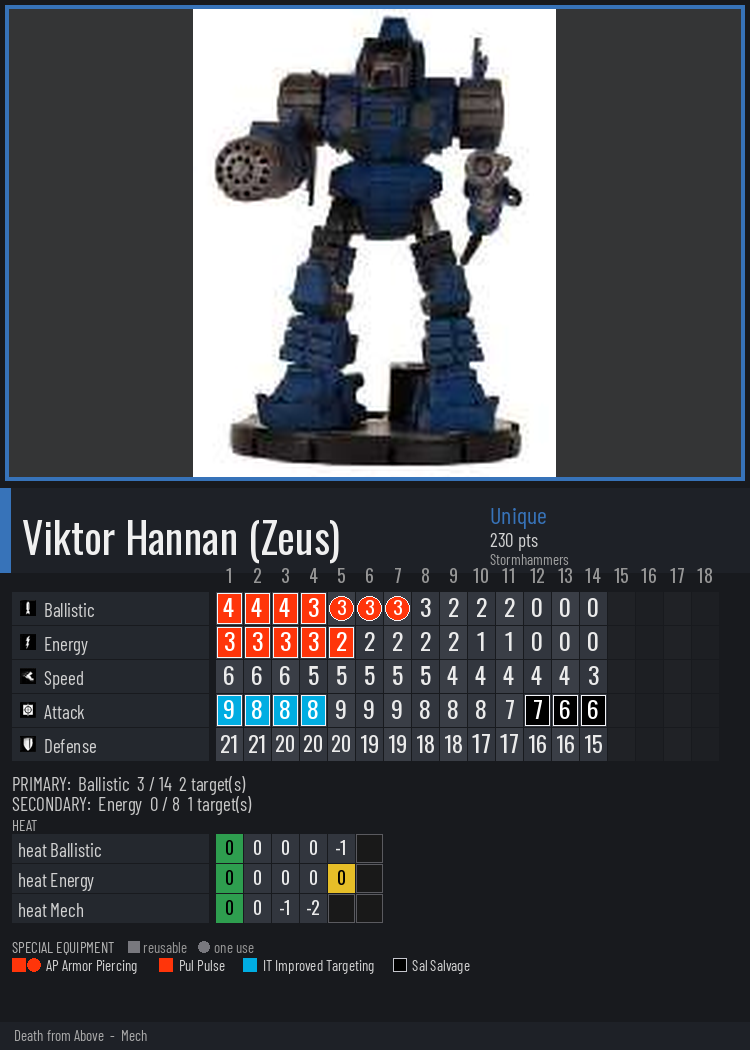 Viktor Hannan (Zeus)
Unique
230 pts
Stormhammers
1 2 3 4 5 6 7 8 9 10 11 12 13 14 15 16 17 18
Ballistic 4 4 4 3 3 3 3 3 2 2 2 0 0 0
Energy 3 3 3 3 2 2 2 2 2 1 1 0 0 0
Speed 6 6 6 5 5 5 5 5 4 4 4 4 4 3
Attack 9 8 8 8 9 9 9 8 8 8 7 7 6 6
Defense 21 21 20 20 20 19 19 18 18 17 17 16 16 15
PRIMARY: Ballistic 3 / 14 2 target(s)
SECONDARY: Energy 0 / 8 1 target(s)
HEAT
heat Ballistic 0 0 0 0 -1
heat Energy 0 0 0 0 0
heat Mech 0 0 -1 -2
SPECIAL EQUIPMENT reusable one use
AP Armor Piercing Pul Pulse IT Improved Targeting Sal Salvage
Death from Above - Mech